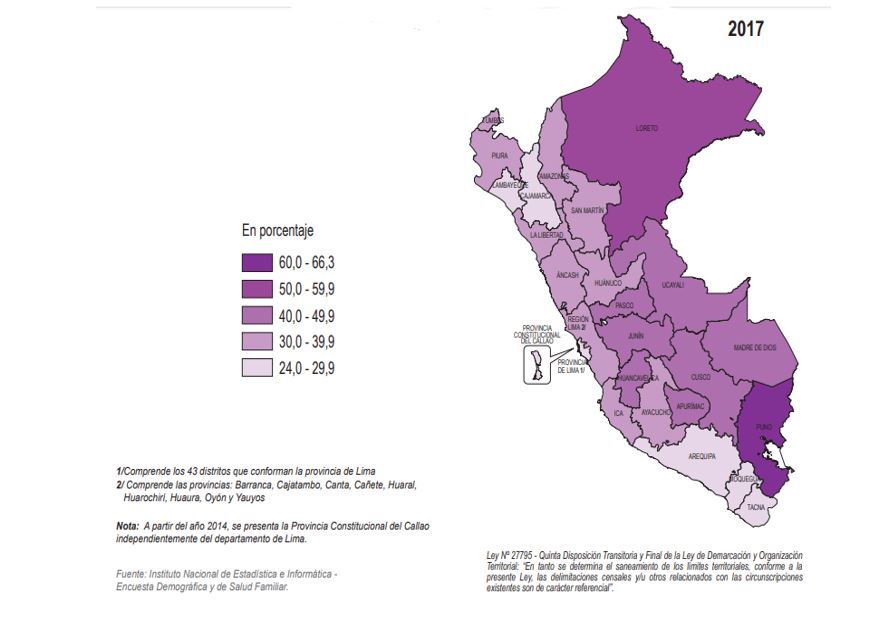 2017
LORETO
TUMBES
PIURA
AMAZONAS
LAMBAYEQUE
CAJAMARCA
SAN MARTÍN
LA LIBERTAD
ÁNCASH
HUÁNUCO
UCAYALI
PASCO
REGIÓN
LIMA 2/
PROVINCIA
CONSTITUCIONAL
DEL CALLAO
JUNÍN
MADRE DE DIOS
PROVINCIA
DE LIMA 1/
HUANCAVELICA
CUSCO
ICA
AYACUCHO
APURÍMAC
PUNO
AREQUIPA
MOQUEGUA
TACNA
En porcentaje
60,0 - 66,3
50,0 - 59,9
40,0 - 49,9
30,0 - 39,9
24,0 - 29,9
1/Comprende los 43 distritos que conforman la provincia de Lima
2/ Comprende las provincias: Barranca, Cajatambo, Canta, Cañete, Huaral,
Huarochirí, Huaura, Oyón y Yauyos
Nota: A partir del año 2014, se presenta la Provincia Constitucional del Callao
independientemente del departamento de Lima.
Fuente: Instituto Nacional de Estadística e Informática -
Encuesta Demográfica y de Salud Familiar.
Ley Nº 27795 - Quinta Disposición Transitoria y Final de la Ley de Demarcación y Organización
Territorial: “En tanto se determina el saneamiento de los limites territoriales, conforme a la
presente Ley, las delimitaciones censales y/u otros relacionados con las circunscripciones
existentes son de carácter referencial”.